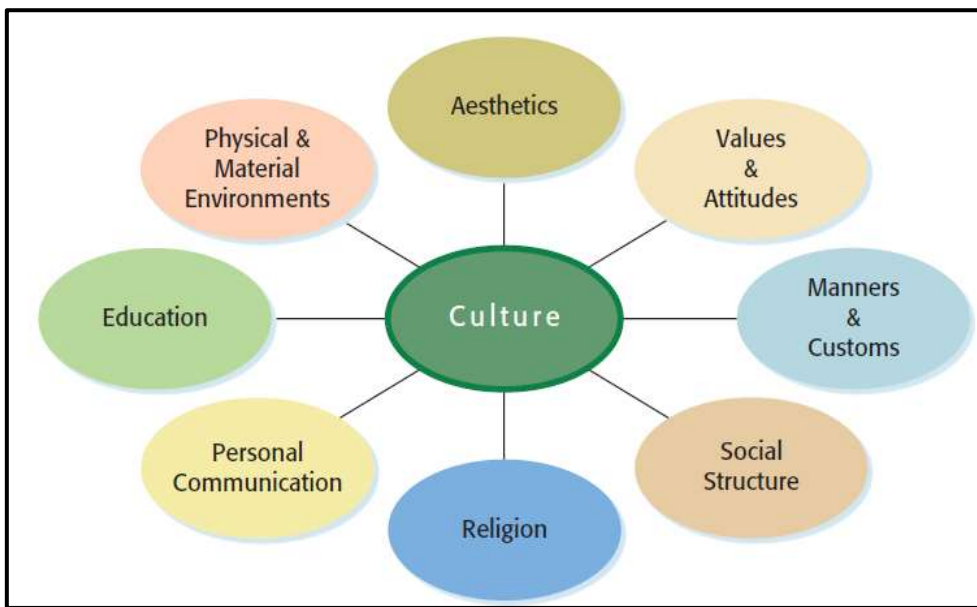 Aesthetics
Physical &
Material
Environments
Values
&
Attitudes
Education
Culture
Manners
&
Customs
Personal
Communication
Social
Structure
Religion